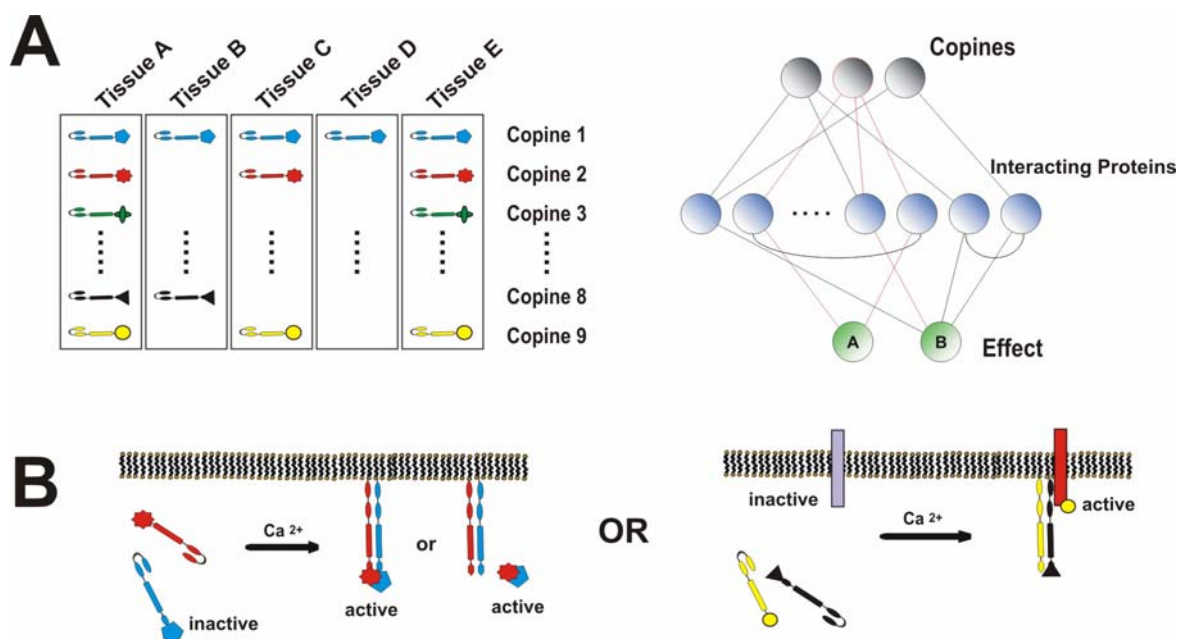 A
Tissue A
Tissue B
Tissue C
Tissue D
Tissue E
Copine 1
Copine 2
Copine 3
Copine 8
Copine 9
Copines
Interacting Proteins
A
B
Effect
B
inactive
Ca 2+
active
or
active
OR
inactive
Ca 2+
active